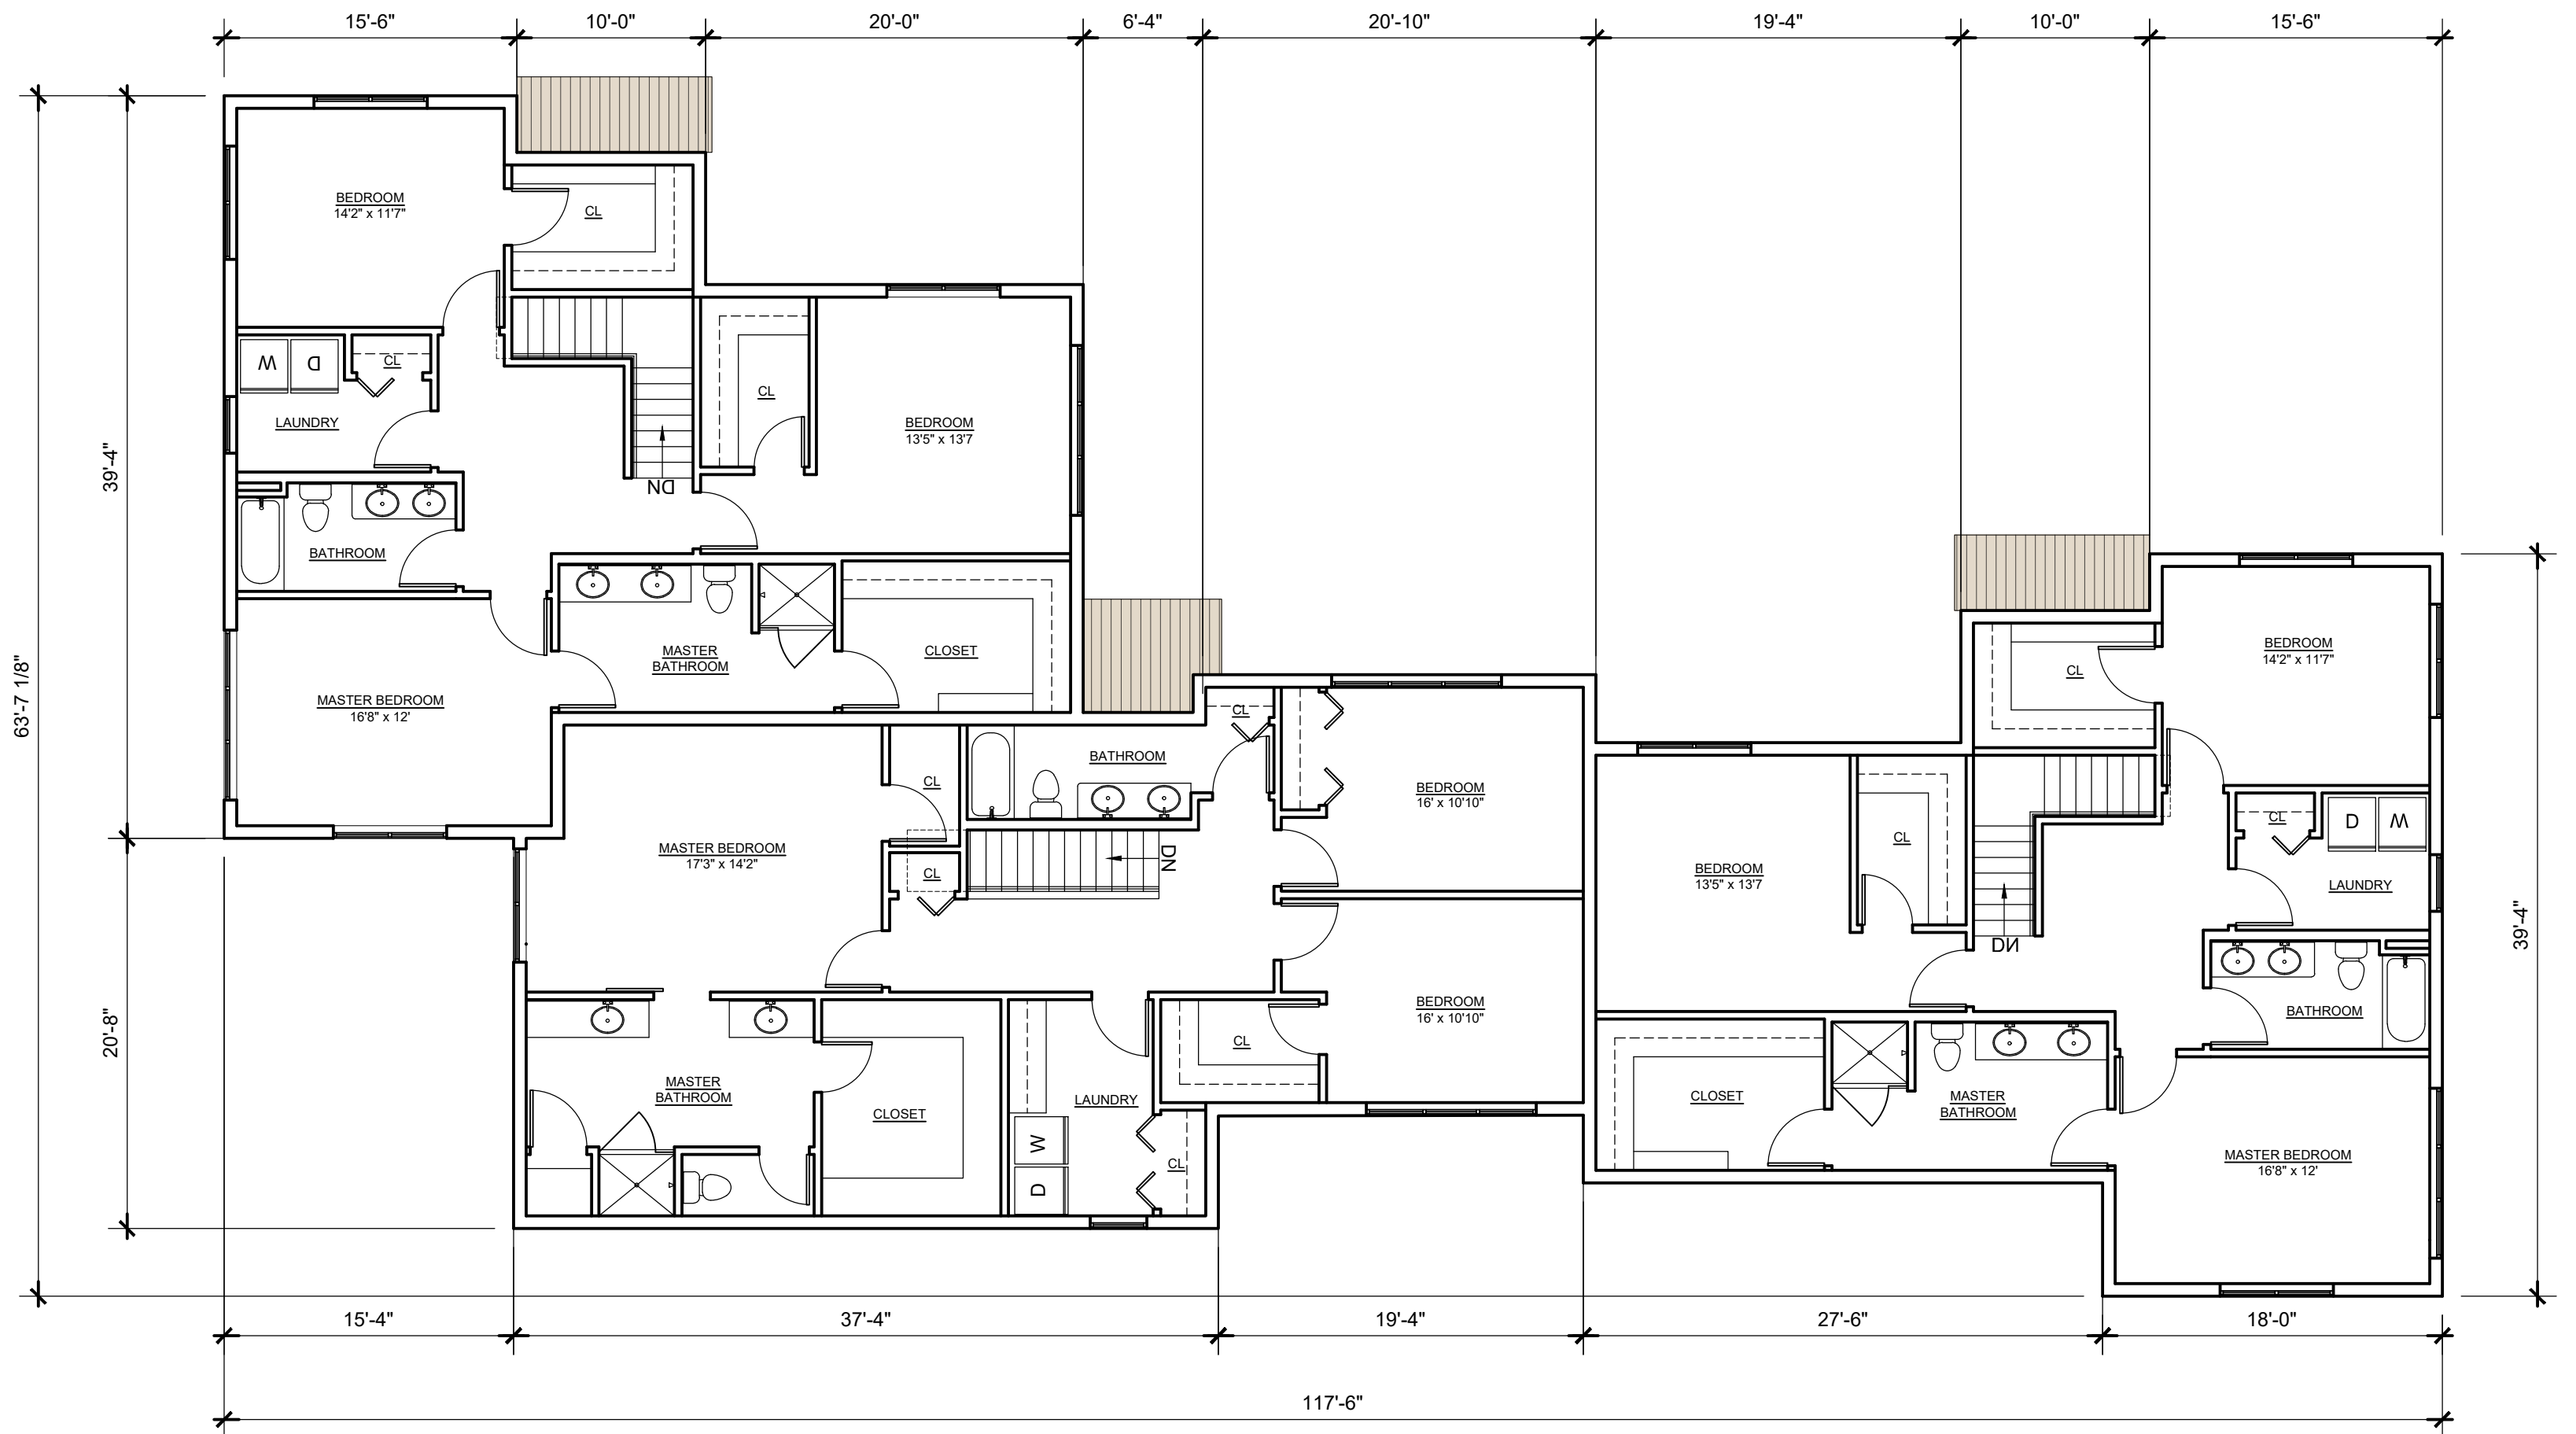 15'-6" 10'-0" 20'-0" 6'-4" 20'-10" 19'-4" 10'-0" 15'-6"
BEDROOM
14'2" x 11'7"
CL
W D CL
LAUNDRY
CL
BEDROOM
13'5" x 13'7
39'-4"
DN
BATHROOM
MASTER
BATHROOM
CLOSET
MASTER BEDROOM
16'8" x 12'
63'-7 1/8"
CL
BATHROOM
CL
BEDROOM
16' x 10'10"
MASTER BEDROOM
17'3" x 14'2"
CL
DN
BEDROOM
16' x 10'10"
CL
MASTER
BATHROOM
CLOSET
LAUNDRY
W
D
CL
20'-8"
BEDROOM
14'2" x 11'7"
CL
CL D W
LAUNDRY
CL
BEDROOM
13'5" x 13'7
DN
BATHROOM
39'-4"
CLOSET
MASTER
BATHROOM
MASTER BEDROOM
16'8" x 12'
15'-4" 37'-4" 19'-4" 27'-6" 18'-0"
117'-6"